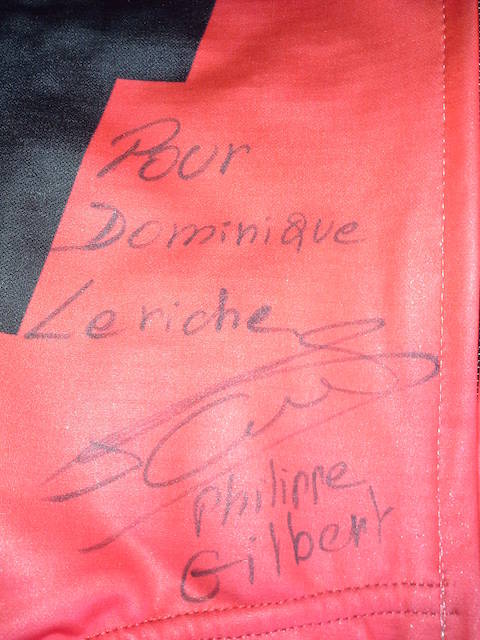 Pour
Dominique
Leriche
Philippe
Gilbert